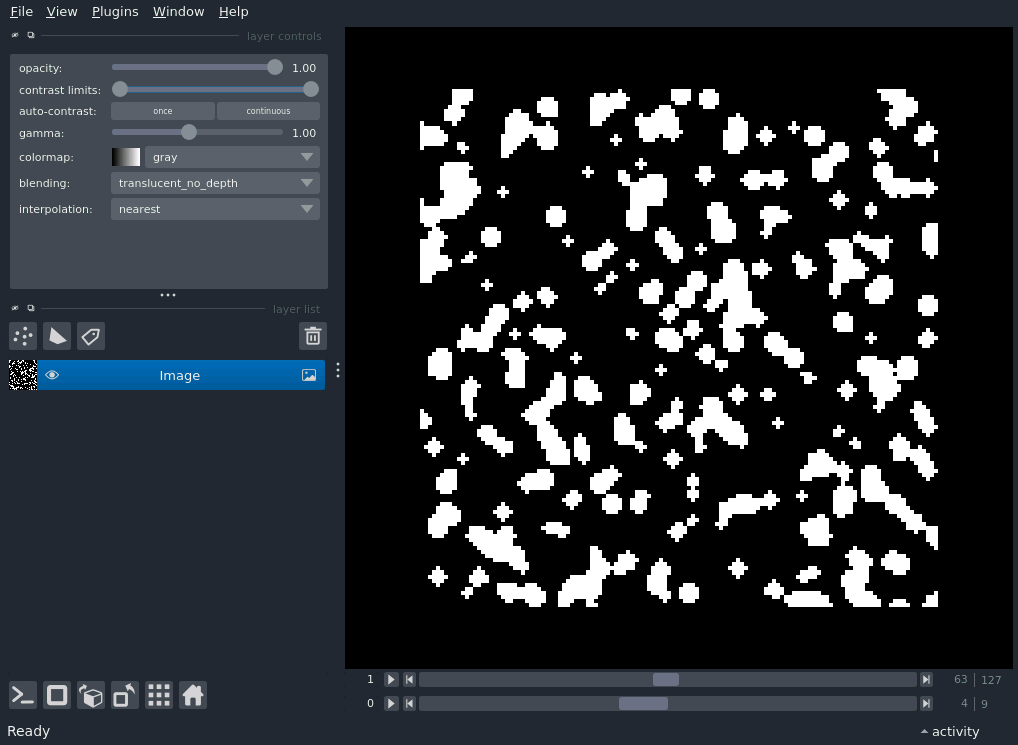 File View Plugins Window Help
layer controls
opacity: 1.00
contrast limits:
auto-contrast: once continuous
gamma: 1.00
colormap: gray
blending: translucent_no_depth
interpolation: nearest
layer list
Image
1 63 127
0 4 9
Ready activity